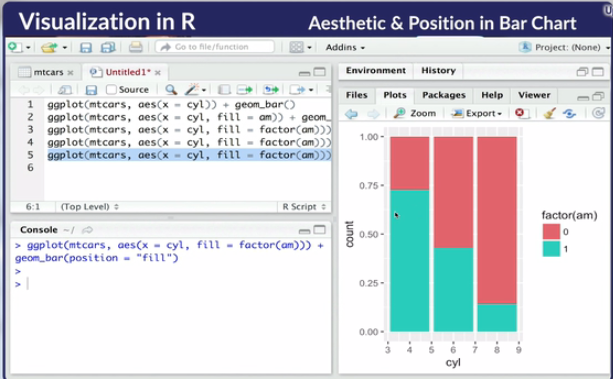 Visualization in R
Aesthetic & Position in Bar Chart
Go to file/function
Addins
Project: (None)
mtcars
Untitled1*
Source
1 ggplot(mtcars, aes(x = cyl)) + geom_bar()
2 ggplot(mtcars, aes(x = cyl, fill = am)) + geom_
3 ggplot(mtcars, aes(x = cyl, fill = factor(am)))
4 ggplot(mtcars, aes(x = cyl, fill = factor(am)))
5 ggplot(mtcars, aes(x = cyl, fill = factor(am)))
6
6:1 (Top Level) R Script
Console ~/
> ggplot(mtcars, aes(x = cyl, fill = factor(am))) +
geom_bar(position = "fill")
>
>
Environment History
Files Plots Packages Help Viewer
Zoom Export
1.00
0.75
0.50
0.25
0.00
count
3 4 5 6 7 8 9
cyl
factor(am)
0
1